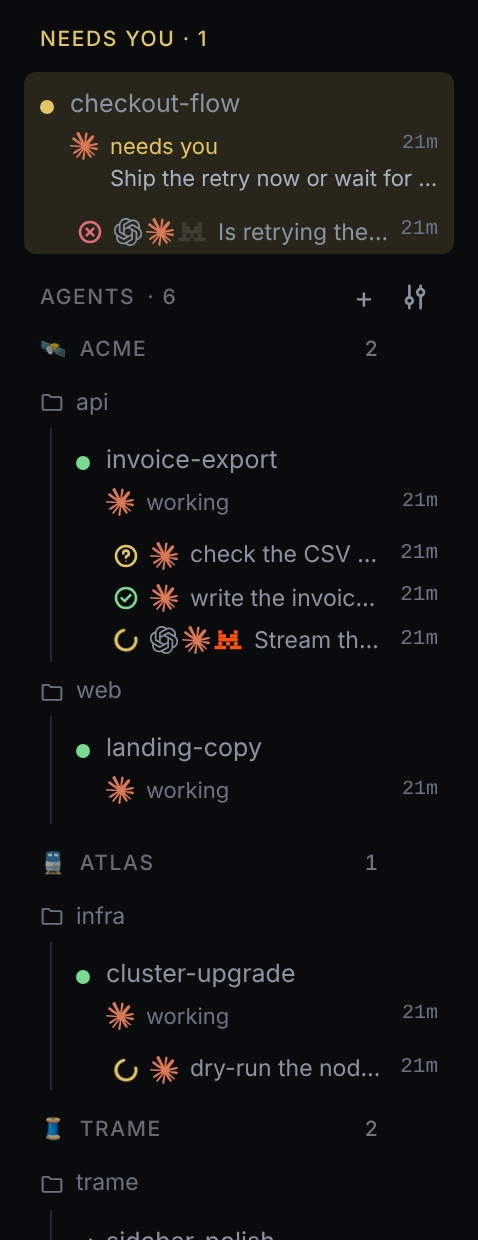 NEEDS YOU · 1
checkout-flow
needs you 21m
Ship the retry now or wait for ...
Is retrying the... 21m
AGENTS · 6 +
ACME 2
api
invoice-export
working 21m
check the CSV ... 21m
write the invoic... 21m
Stream th... 21m
web
landing-copy
working 21m
ATLAS 1
infra
cluster-upgrade
working 21m
dry-run the nod... 21m
TRAME 2
trame
sidebar-polish